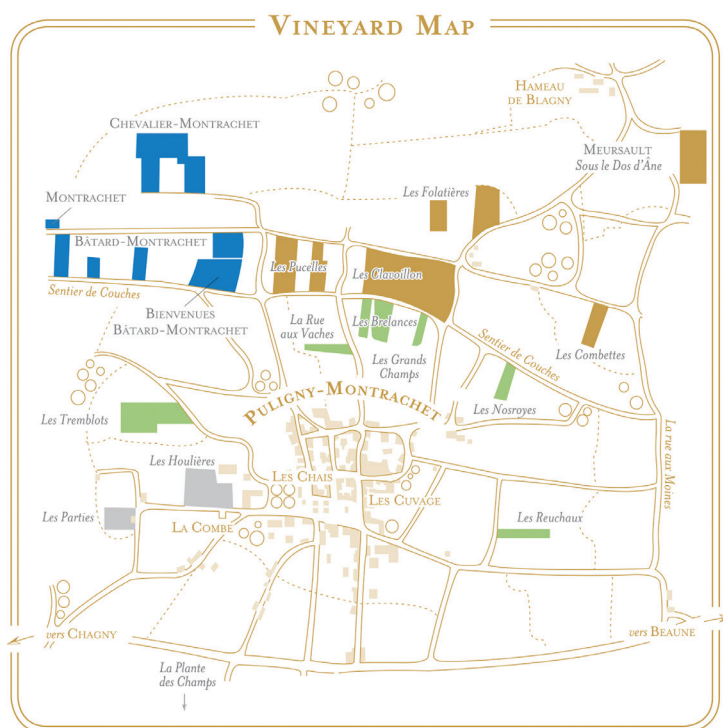 Vineyard Map
Hameau
de Blagny
Chevalier-Montrachet
Meursault
Sous le Dos d'Âne
Les Folatières
Montrachet
Bâtard-Montrachet
Les Pucelles
Les Clavoillon
Sentier de Couches
Bienvenues
Bâtard-Montrachet
La Rue
aux Vaches
Les Brelances
Les Grands
Champs
Sentier de Couches
Les Combettes
Puligny-Montrachet
Les Nosroyes
Les Tremblots
La rue aux Moines
Les Houlières
Les Chais
Les Cuvage
Les Parties
La Combe
Les Reuchaux
vers Chagny
vers Beaune
La Plante
des Champs